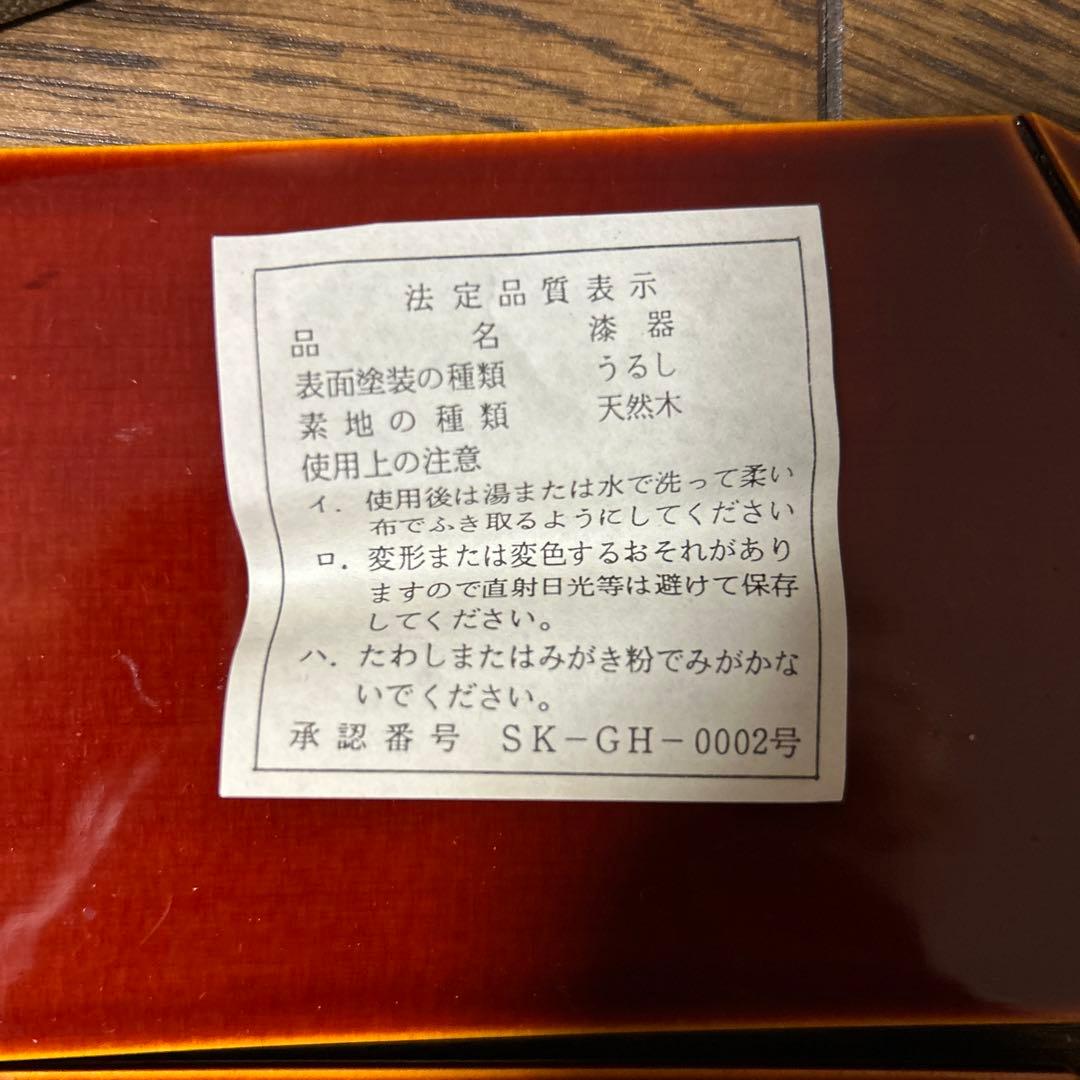 法定品質表示
品名 漆器
表面塗装の種類 うるし
素地の種類 天然木
使用上の注意
イ. 使用後は湯または水で洗って柔い
布でふき取るようにしてください
ロ. 変形または変色するおそれがあり
ますので直射日光等は避けて保存
してください。
ハ. たわしまたはみがき粉でみがかな
いでください。
承認番号 SK-GH-0002号